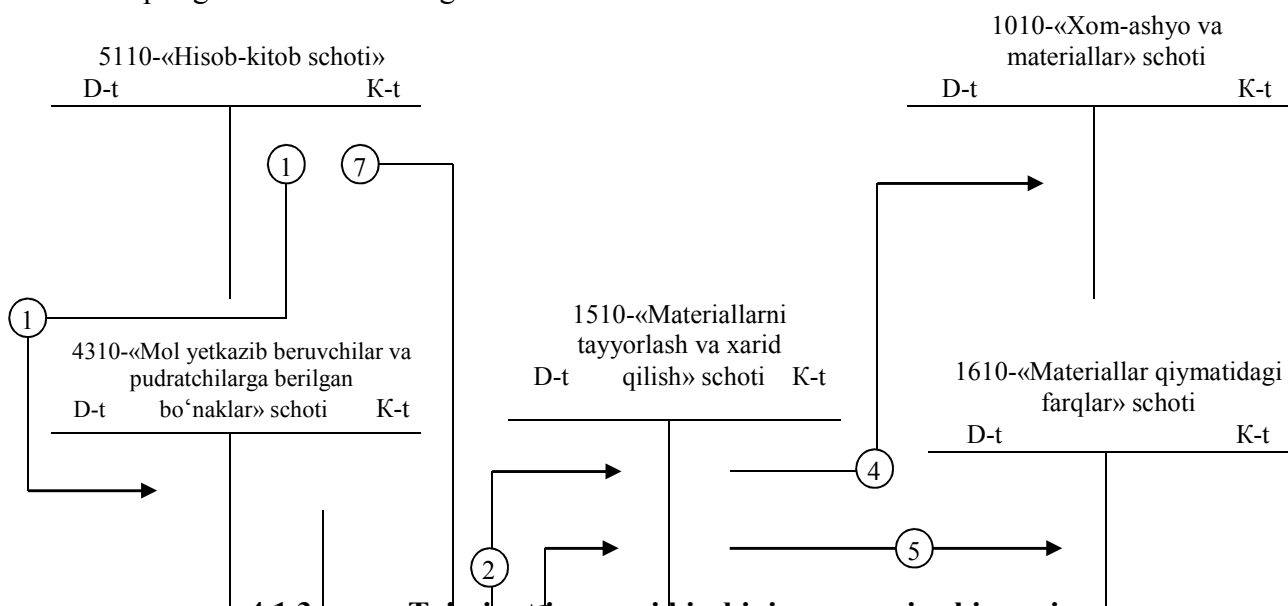 1010-«Xom-ashyo va
materiallar» schoti
D-t K-t
5110-«Hisob-kitob schoti»
D-t K-t
1 7
1
4310-«Mol yetkazib beruvchilar va
pudratchilarga berilgan
D-t bo‘naklar» schoti K-t
1510-«Materiallarni
tayyorlash va xarid
D-t qilish» schoti K-t
1610-«Materiallar qiymatidagi
farqlar» schoti
D-t K-t
4
2
5